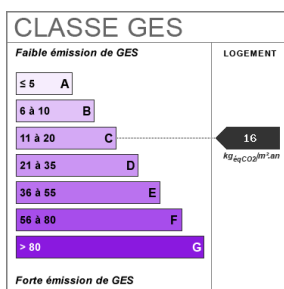 CLASSE GES
Faible émission de GES
LOGEMENT
≤ 5 A
6 à 10 B
11 à 20 C
16
kgéqCO2/m².an
21 à 35 D
36 à 55 E
56 à 80 F
> 80 G
Forte émission de GES